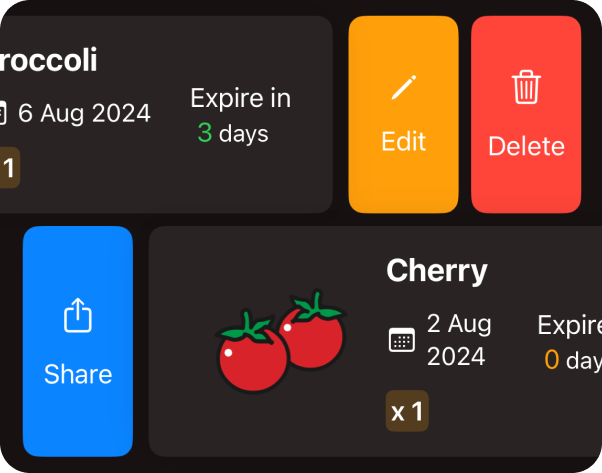 roccoli
6 Aug 2024
Expire in
3 days
1
Edit
Delete
Share
Cherry
2 Aug
2024
Expire
0 day
x 1